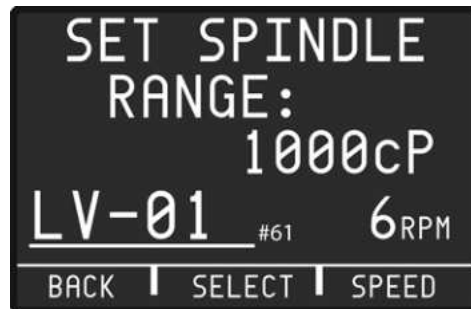 SET SPINDLE
RANGE:
1000cP
LV-01 #61 6RPM
BACK SELECT SPEED